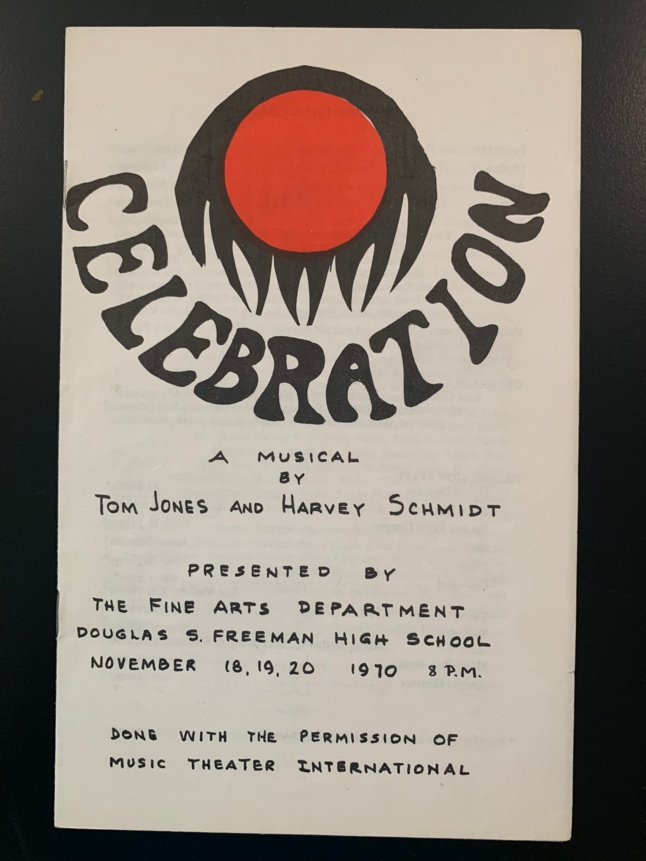 CELEBRATION
A MUSICAL
BY
TOM JONES AND HARVEY SCHMIDT
PRESENTED BY
THE FINE ARTS DEPARTMENT
DOUGLAS S. FREEMAN HIGH SCHOOL
NOVEMBER 18, 19, 20 1970 8 P.M.
DONE WITH THE PERMISSION OF
MUSIC THEATER INTERNATIONAL